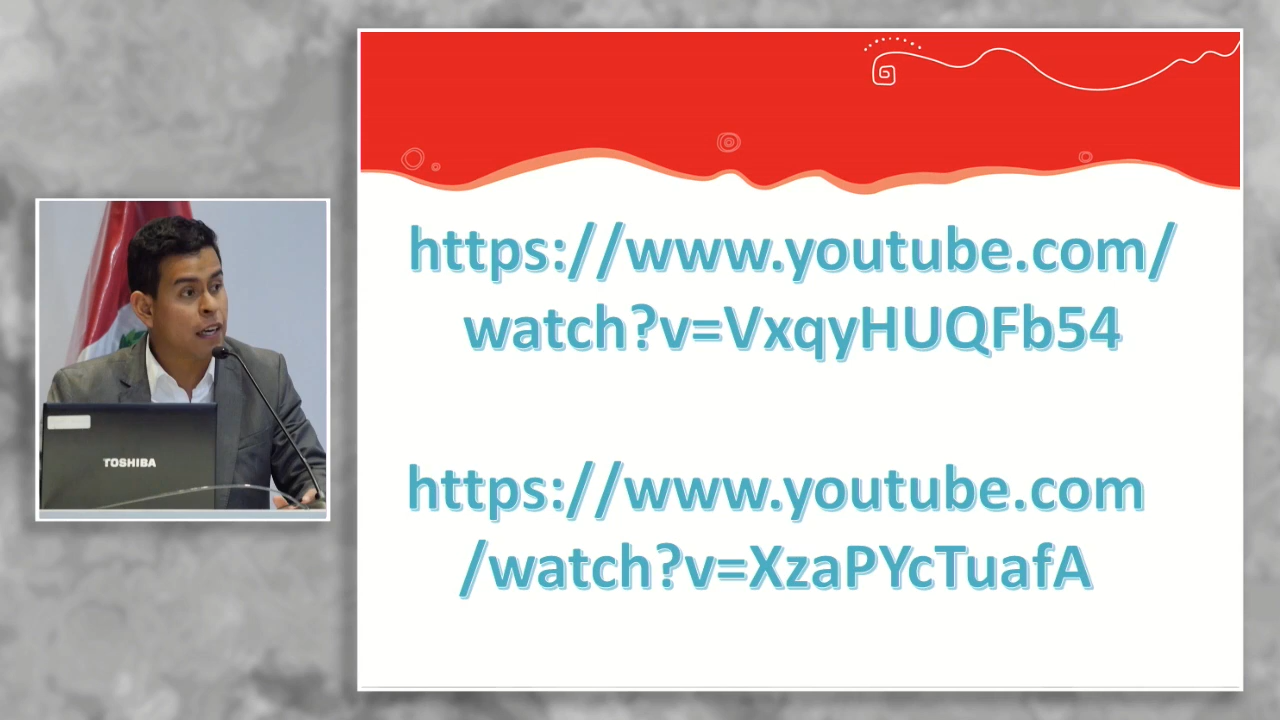 https://www.youtube.com/
watch?v=VxqyHUQFb54
https://www.youtube.com
/watch?v=XzaPYcTuafA
TOSHIBA